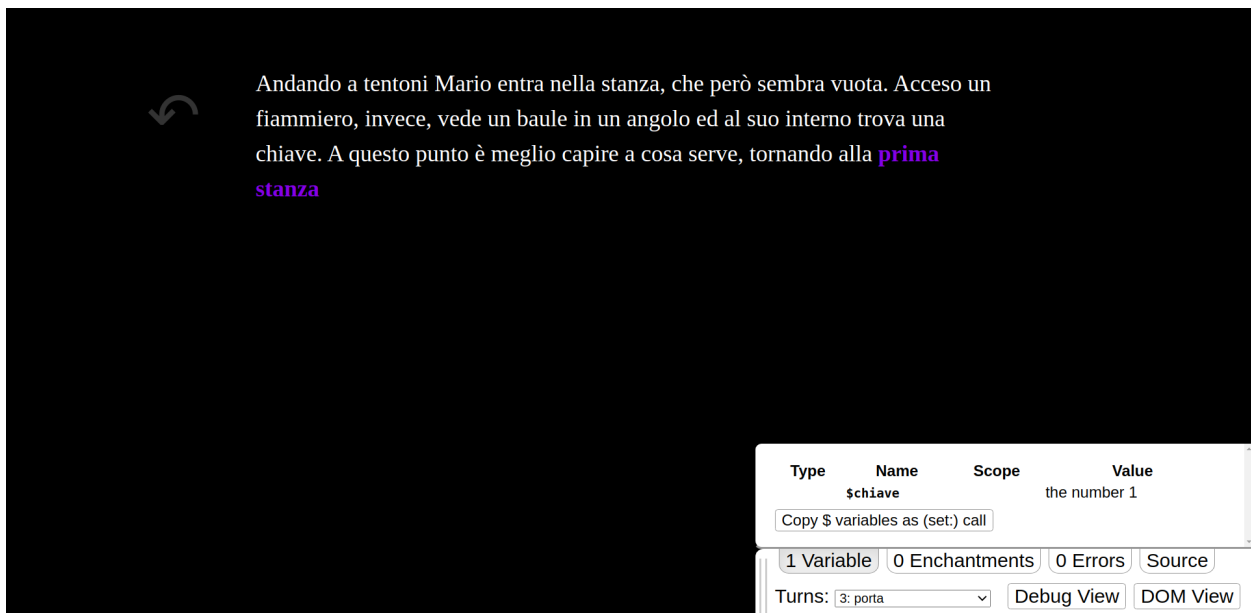 Andando a tentoni Mario entra nella stanza, che però sembra vuota. Acceso un
fiammiero, invece, vede un baule in un angolo ed al suo interno trova una
chiave. A questo punto è meglio capire a cosa serve, tornando alla prima
stanza
Type Name Scope Value
$chiave the number 1
Copy $ variables as (set:) call
1 Variable 0 Enchantments 0 Errors Source
Turns: 3: porta Debug View DOM View